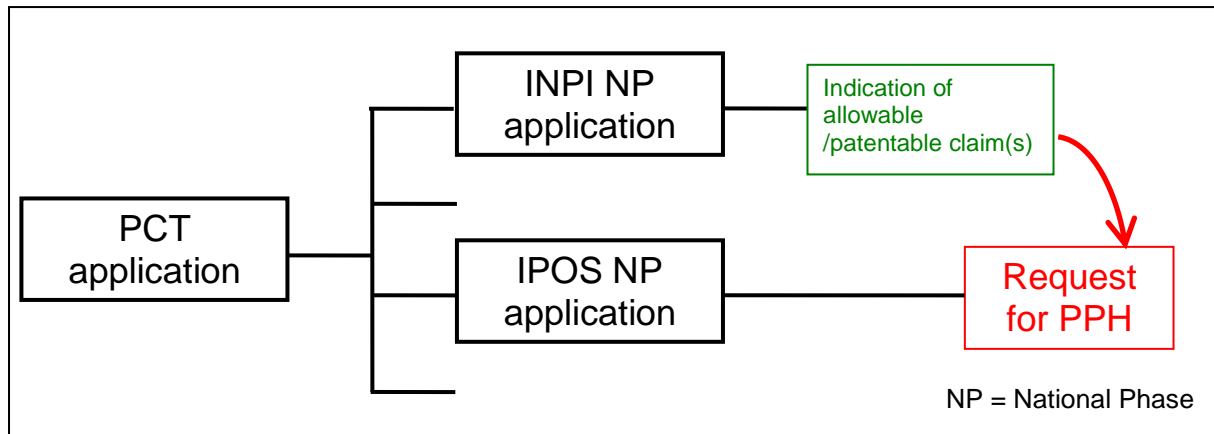 INPI NP
application
Indication of
allowable
/patentable claim(s)
PCT
application
IPOS NP
application
Request
for PPH
NP = National Phase